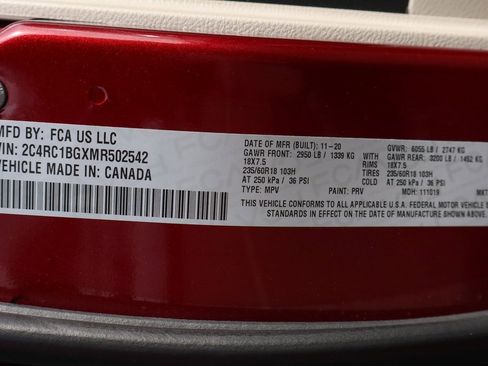 MFD BY: FCA US LLC
VIN: 2C4RC1BGXMR502542
VEHICLE MADE IN: CANADA
DATE OF MFR (BUILT): 11-20 GVWR: 6055 LB / 2747 KG
GAWR FRONT: 2950 LB / 1339 KG GAWR REAR: 3200 LB / 1452 KG
18X7.5 RIMS 18X7.5
235/60R18 103H TIRES 235/60R18 103H
AT 250 kPa / 36 PSI AT 250 kPa / 36 PSI
TYPE: MPV PAINT: PRV MDH: 111019 MKT
THIS VEHICLE CONFORMS TO ALL APPLICABLE U.S.A. FEDERAL MOTOR VEHICLE
STANDARDS IN EFFECT ON DATE OF MANUFACTURE SHOWN ABOVE.